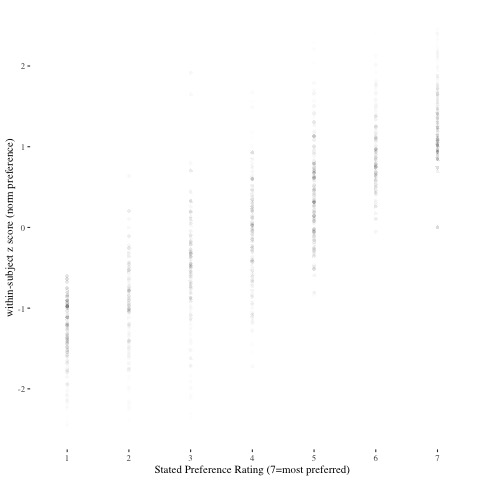 within-subject z score (norm preference)
2
1
0
-1
-2
1 2 3 4 5 6 7
Stated Preference Rating (7=most preferred)